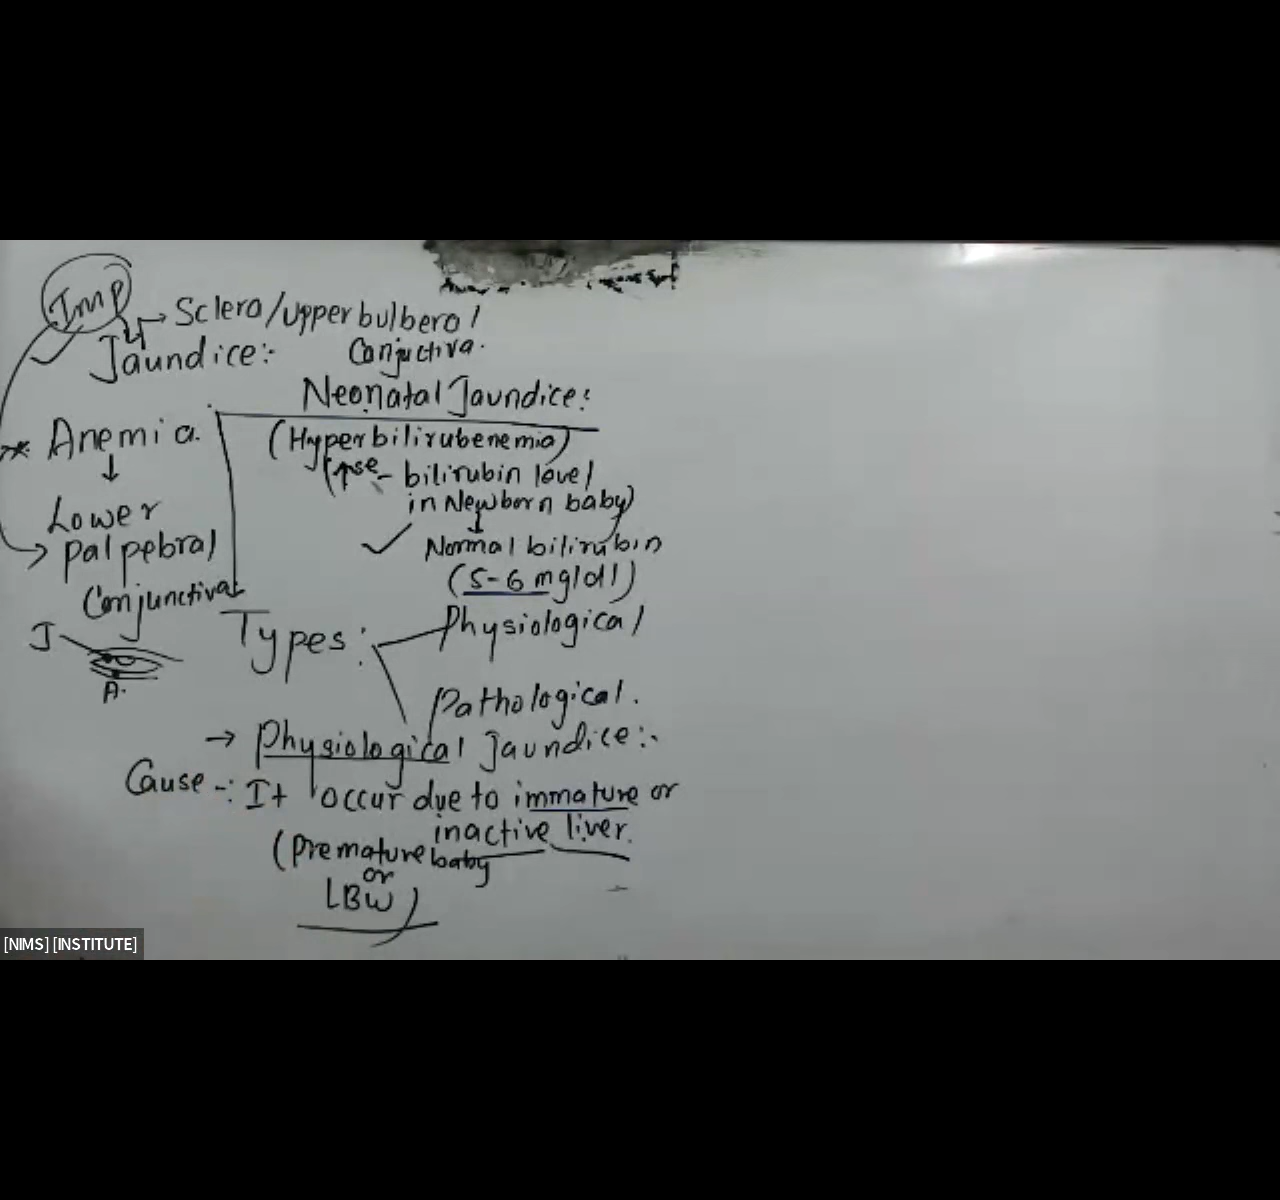 Imp
→ Sclera/upper bulberal
Conjuctiva.
Jaundice:-
Neonatal Jaundice:
(Hyperbilirubenemia)
(↑se - bilirubin level
in Newborn baby)
↓
Normal bilirubin
(5-6 mg/dl)
* Anemia.
↓
Lower
Palpebral
Conjunctiva
J
A.
Types:
Physiological
Pathological.
→ Physiological Jaundice:-
Cause -: It occur due to immature or
inactive liver.
(Premature baby
or
LBW)
[NIMS] [INSTITUTE]